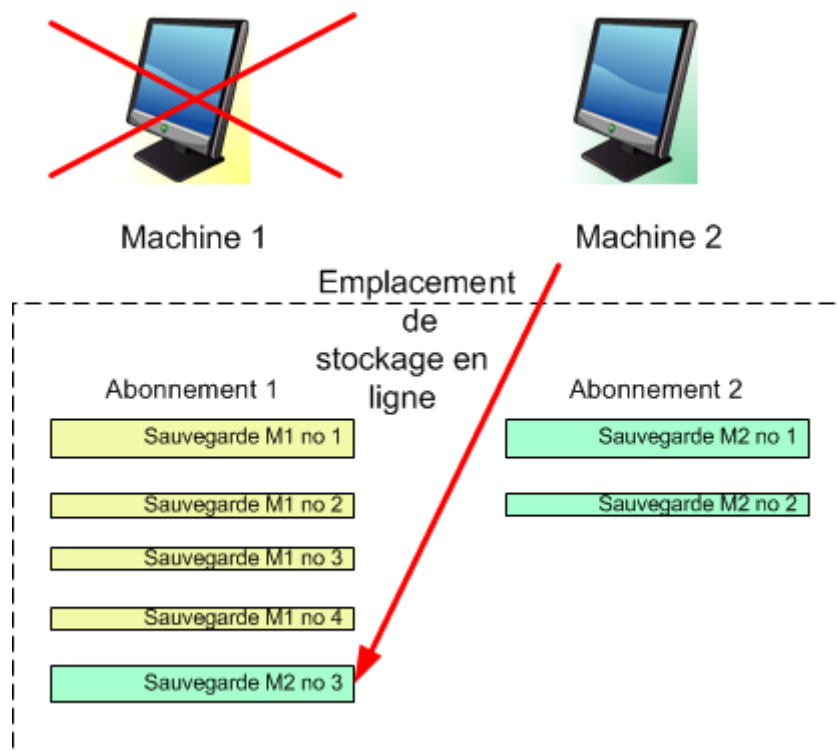 Machine 1
Machine 2
Emplacement
de
stockage en
ligne
Abonnement 1
Sauvegarde M1 no 1
Sauvegarde M1 no 2
Sauvegarde M1 no 3
Sauvegarde M1 no 4
Sauvegarde M2 no 3
Abonnement 2
Sauvegarde M2 no 1
Sauvegarde M2 no 2